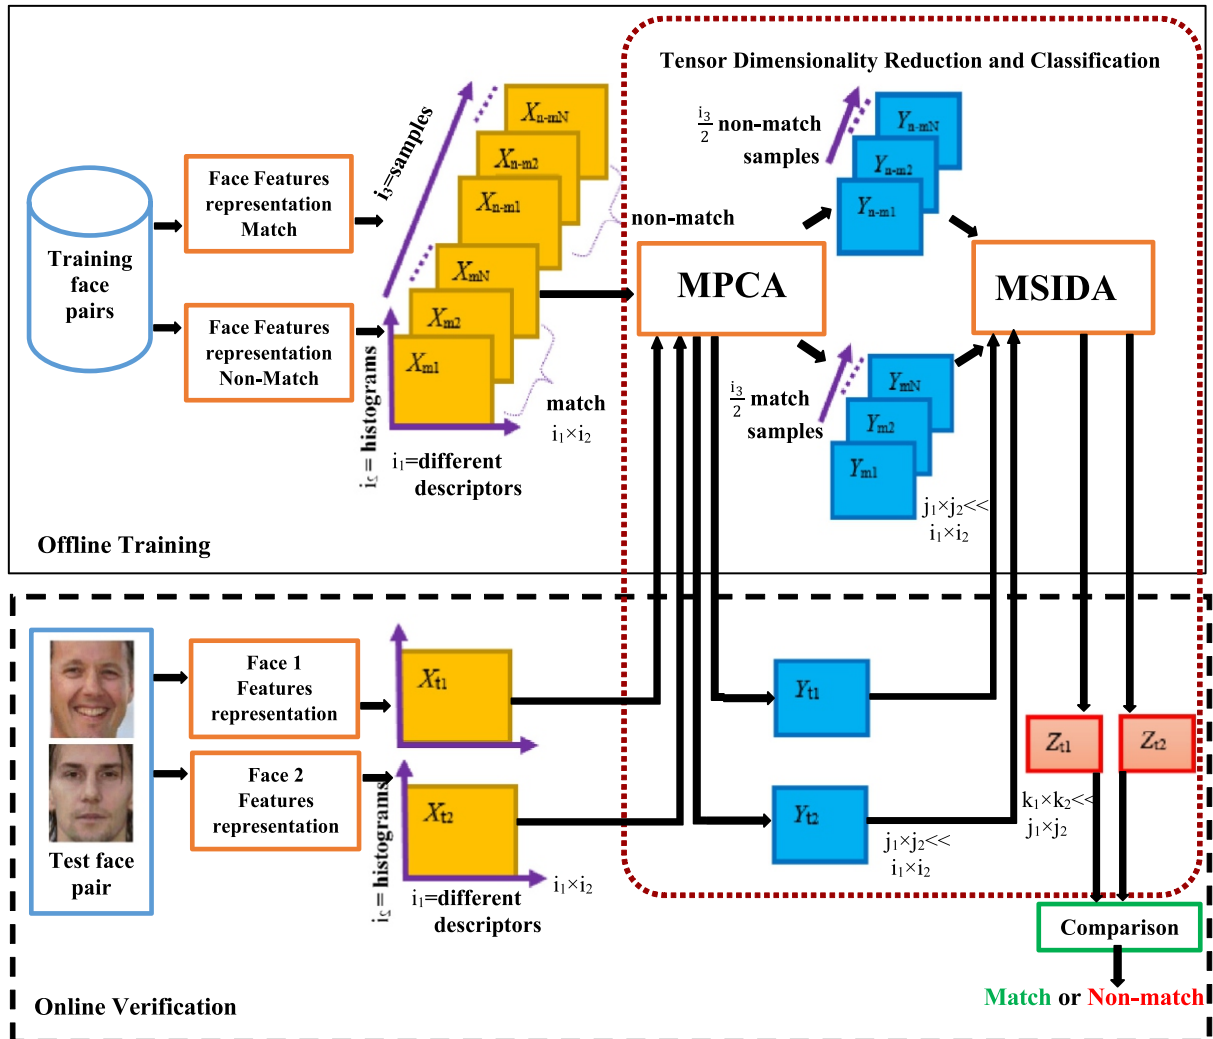 Tensor Dimensionality Reduction and Classification
Training
face
pairs
Face Features
representation
Match
Face Features
representation
Non-Match
i₃=samples
Xn-mN
Xn-m2
Xn-m1
XmN
Xm2
Xm1
non-match
match
i₁×i₂
= histograms
i₁=different
descriptors
MPCA
i₃/2 non-match
samples
Yn-mN
Yn-m2
Yn-m1
i₃/2 match
samples
YmN
Ym2
Ym1
j₁×j₂<<
i₁×i₂
MSIDA
Offline Training
Test face
pair
Face 1
Features
representation
Face 2
Features
representation
Xt1
Xt2
= histograms
i₁=different
descriptors
i₁×i₂
Yt1
Yt2
j₁×j₂<<
i₁×i₂
Zt1
Zt2
k₁×k₂<<
j₁×j₂
Comparison
Match or Non-match
Online Verification